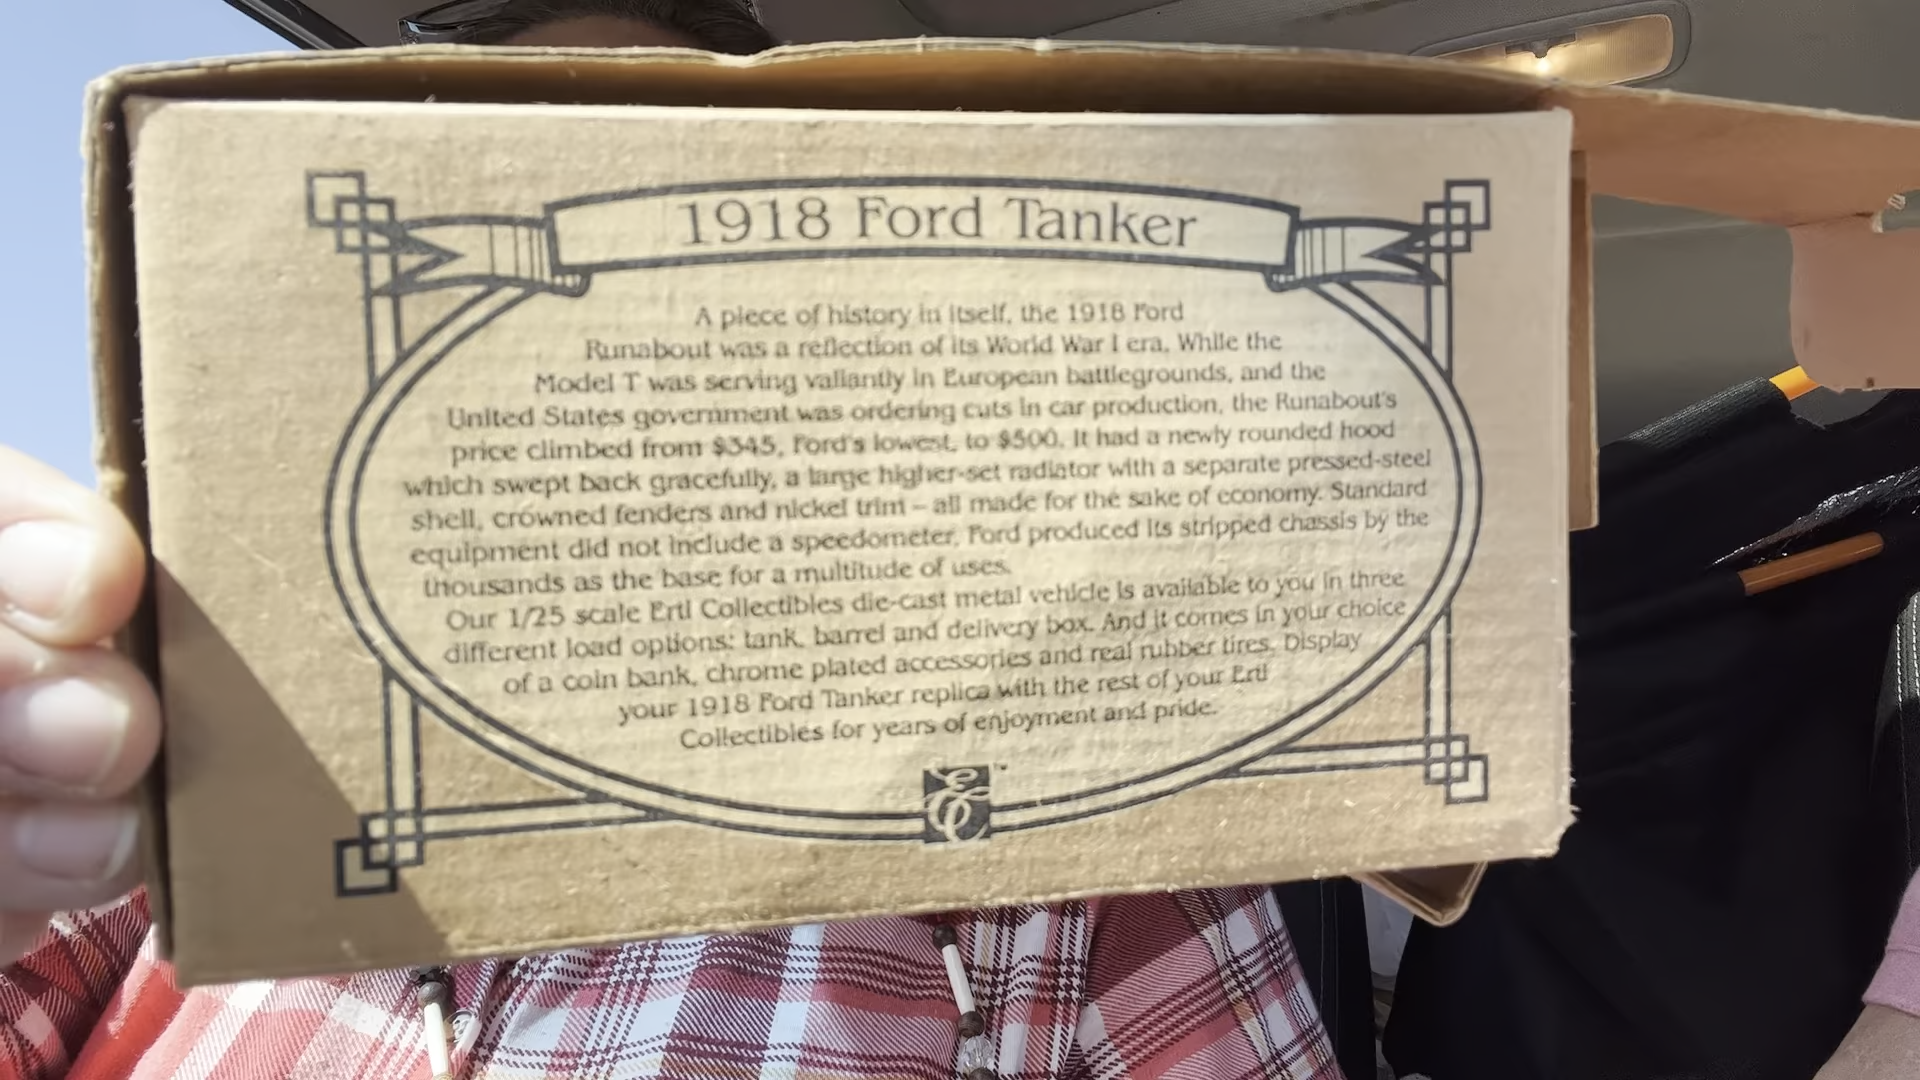 1918 Ford Tanker
A piece of history in itself, the 1918 Ford
Runabout was a reflection of its World War I era. While the
Model T was serving valiantly in European battlegrounds, and the
United States government was ordering cuts in car production, the Runabout's
price climbed from $345, Ford's lowest, to $500. It had a newly rounded hood
which swept back gracefully, a large higher-set radiator with a separate pressed-steel
shell, crowned fenders and nickel trim – all made for the sake of economy. Standard
equipment did not include a speedometer. Ford produced its stripped chassis by the
thousands as the base for a multitude of uses.
Our 1/25 scale Ertl Collectibles die-cast metal vehicle is available to you in three
different load options: tank, barrel and delivery box. And it comes in your choice
of a coin bank, chrome plated accessories and real rubber tires. Display
your 1918 Ford Tanker replica with the rest of your Ertl
Collectibles for years of enjoyment and pride.